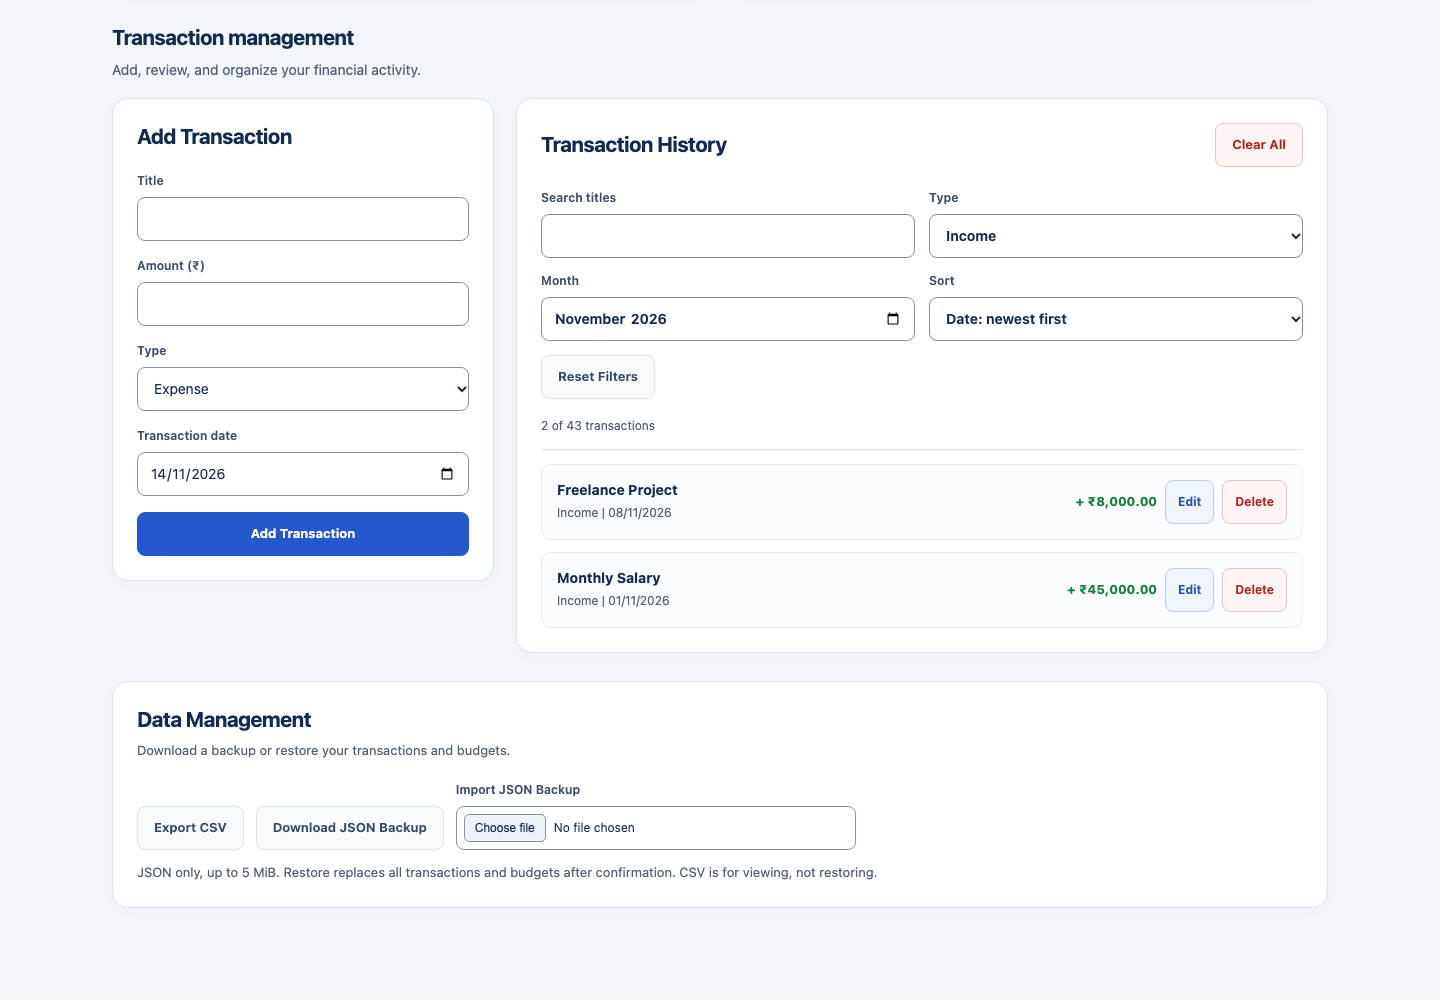 Transaction management
Add, review, and organize your financial activity.
Add Transaction
Title
Amount (₹)
Type
Expense
Transaction date
14/11/2026
Add Transaction
Transaction History
Clear All
Search titles
Type
Income
Month
Sort
November 2026
Date: newest first
Reset Filters
2 of 43 transactions
Freelance Project
Income | 08/11/2026
+ ₹8,000.00
Edit
Delete
Monthly Salary
Income | 01/11/2026
+ ₹45,000.00
Edit
Delete
Data Management
Download a backup or restore your transactions and budgets.
Export CSV
Download JSON Backup
Import JSON Backup
Choose file
No file chosen
JSON only, up to 5 MiB. Restore replaces all transactions and budgets after confirmation. CSV is for viewing, not restoring.